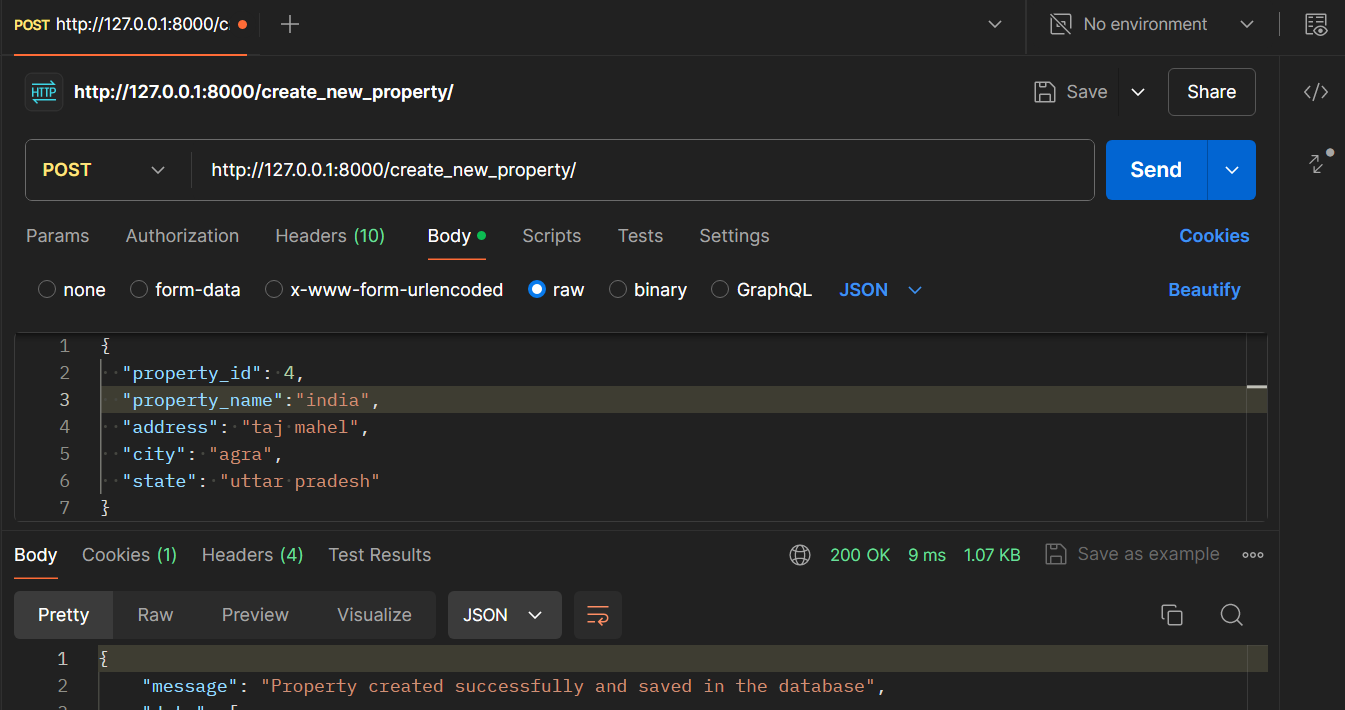 POST http://127.0.0.1:8000/c. No environment
HTTP http://127.0.0.1:8000/create_new_property/ Save Share
POST http://127.0.0.1:8000/create_new_property/ Send
Params Authorization Headers (10) Body Scripts Tests Settings Cookies
none form-data x-www-form-urlencoded raw binary GraphQL JSON Beautify
1 {
2 "property_id": 4,
3 "property_name":"india",
4 "address": "taj mahel",
5 "city": "agra",
6 "state": "uttar pradesh"
7 }
Body Cookies (1) Headers (4) Test Results 200 OK 9 ms 1.07 KB Save as example
Pretty Raw Preview Visualize JSON
1 {
2 "message": "Property created successfully and saved in the database",